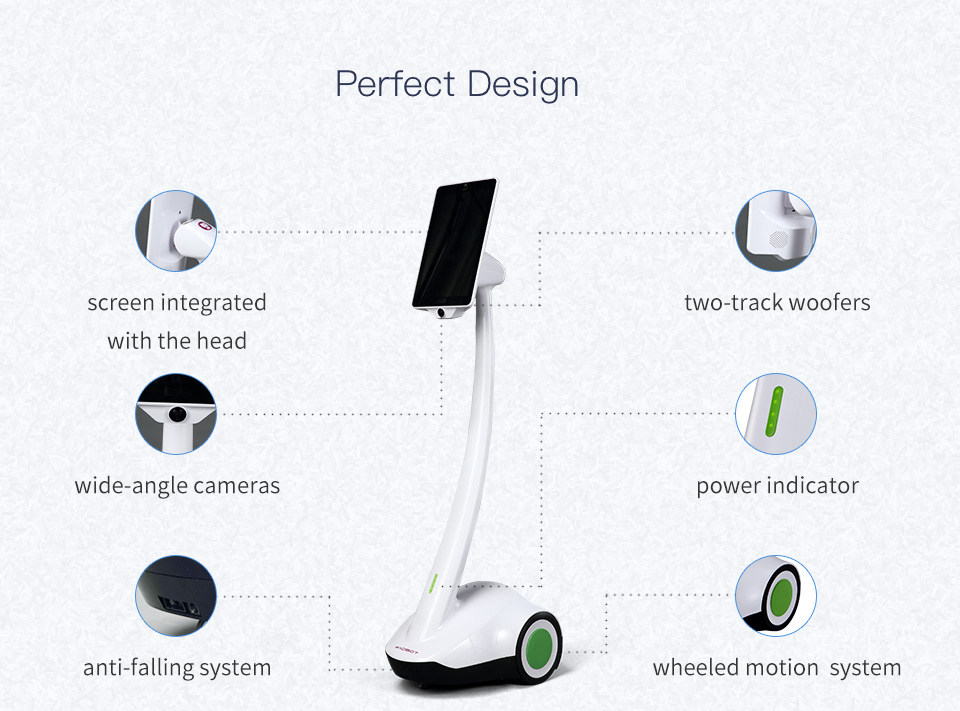 Perfect Design
screen integrated
with the head
two-track woofers
wide-angle cameras
power indicator
anti-falling system
wheeled motion system